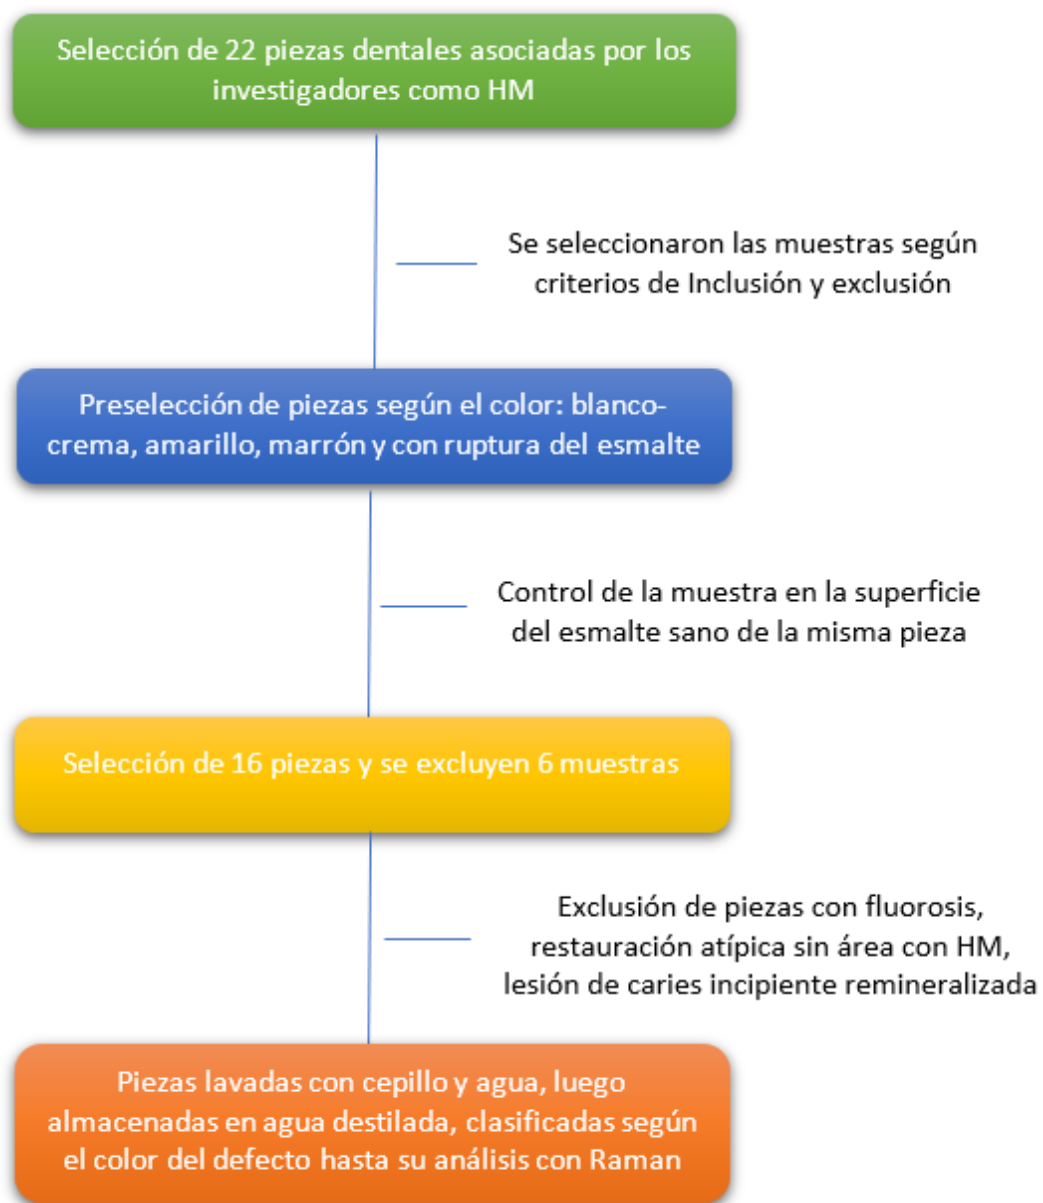 Selección de 22 piezas dentales asociadas por los
investigadores como HM
Se seleccionaron las muestras según
criterios de Inclusión y exclusión
Preselección de piezas según el color: blanco-
crema, amarillo, marrón y con ruptura del esmalte
Control de la muestra en la superficie
del esmalte sano de la misma pieza
Selección de 16 piezas y se excluyen 6 muestras
Exclusión de piezas con fluorosis,
restauración atípica sin área con HM,
lesión de caries incipiente remineralizada
Piezas lavadas con cepillo y agua, luego
almacenadas en agua destilada, clasificadas según
el color del defecto hasta su análisis con Raman